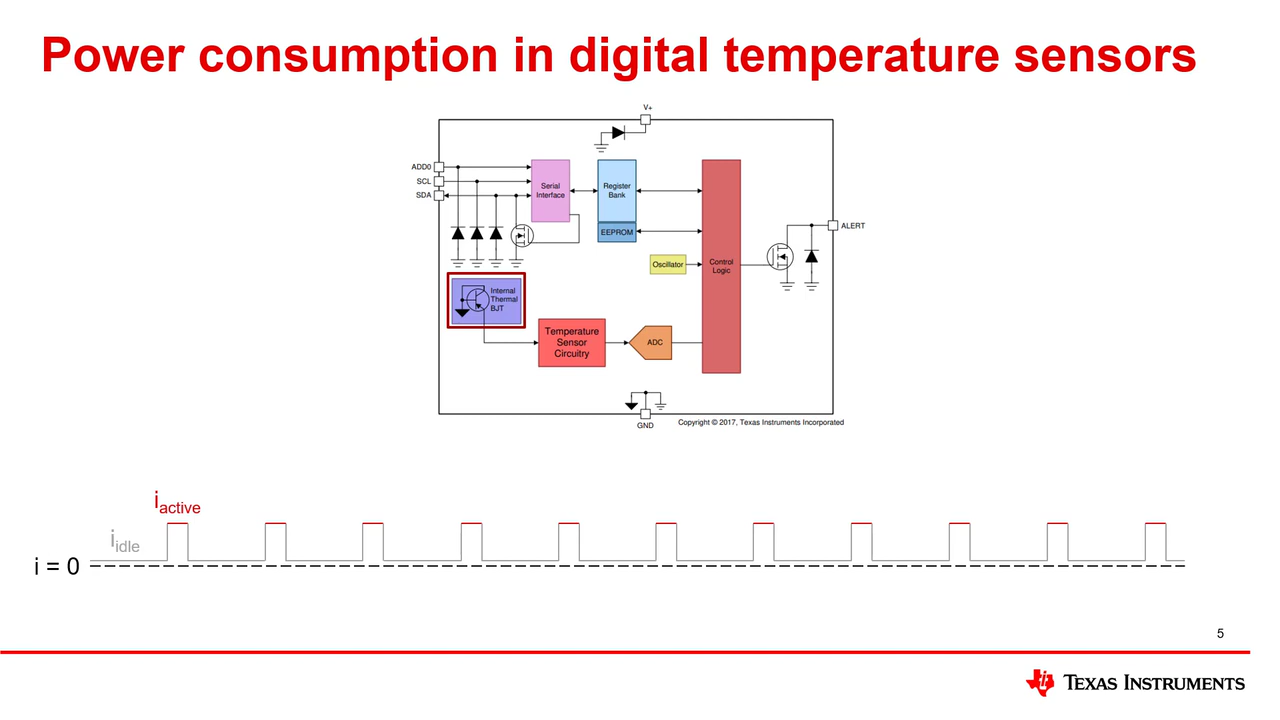 Power consumption in digital temperature sensors
V+
ADD0
SCL
SDA
Serial
Interface
Register
Bank
EEPROM
Oscillator
Control
Logic
ALERT
Internal
Thermal
BJT
Temperature
Sensor
Circuitry
ADC
GND
Copyright © 2017, Texas Instruments Incorporated
iactive
iidle
i = 0
5
TEXAS INSTRUMENTS